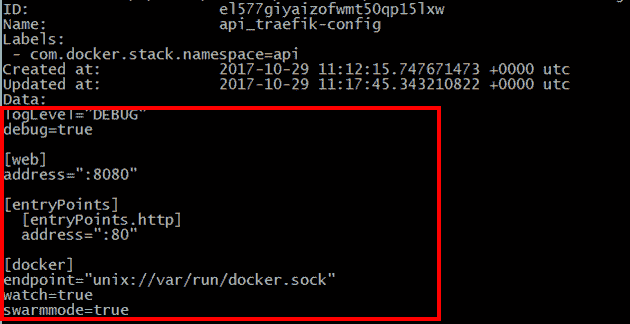 ID: el577giyaizofwmt50qp15lxw
Name: api_traefik-config
Labels:
- com.docker.stack.namespace=api
Created at: 2017-10-29 11:12:15.747671473 +0000 utc
Updated at: 2017-10-29 11:17:45.343210822 +0000 utc
Data:
logLevel="DEBUG"
debug=true
[web]
address=":8080"
[entryPoints]
[entryPoints.http]
address=":80"
[docker]
endpoint="unix://var/run/docker.sock"
watch=true
swarmmode=true